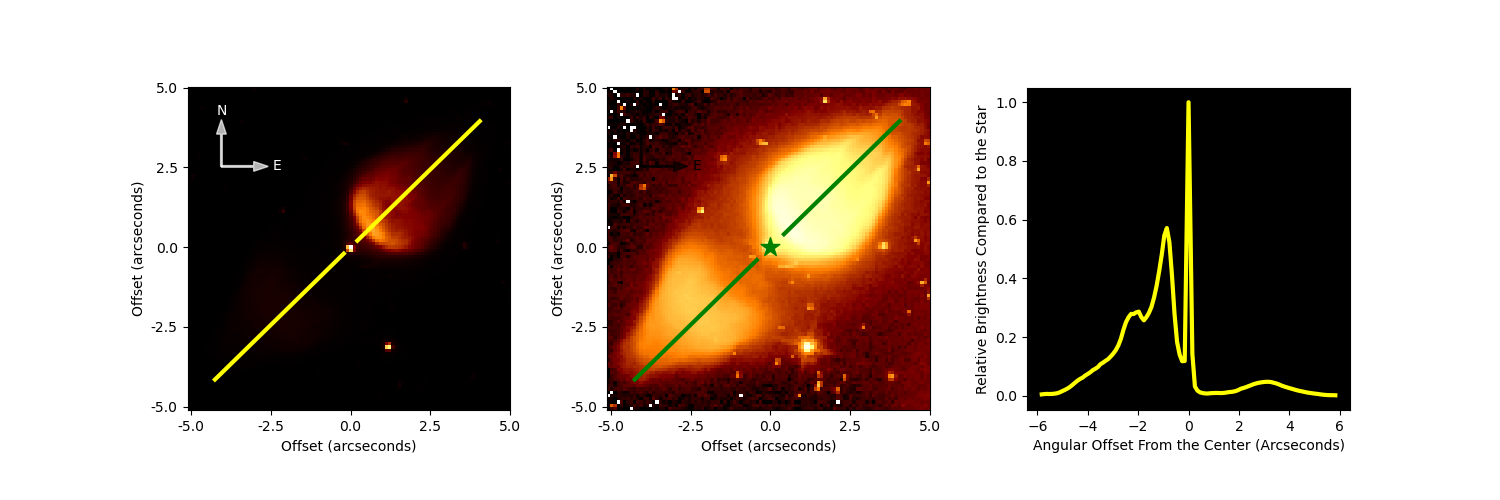 5.0
2.5
0.0
-2.5
-5.0
Offset (arcseconds)
N
E
-5.0 -2.5 0.0 2.5 5.0
Offset (arcseconds)
5.0
2.5
0.0
-2.5
-5.0
Offset (arcseconds)
E
-5.0 -2.5 0.0 2.5 5.0
Offset (arcseconds)
1.0
0.8
0.6
0.4
0.2
0.0
Relative Brightness Compared to the Star
−6 −4 −2 0 2 4 6
Angular Offset From the Center (Arcseconds)